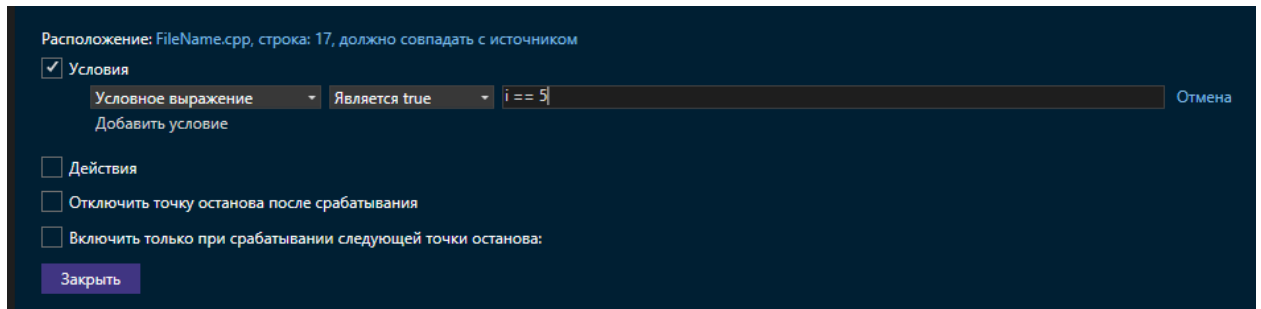 Расположение: FileName.cpp, строка: 17, должно совпадать с источником
Условия
Условное выражение Является true i == 5 Отмена
Добавить условие
Действия
Отключить точку останова после срабатывания
Включить только при срабатывании следующей точки останова:
Закрыть